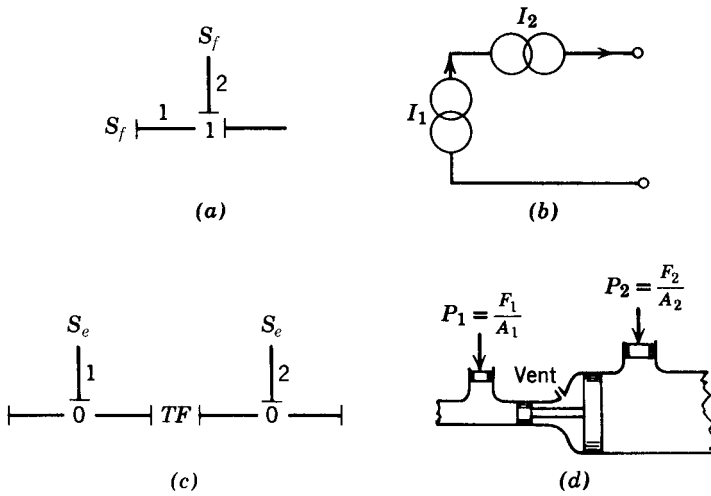 S_f
2
1
S_f 1
(a)
I_2
I_1
(b)
S_e
S_e
1
2
0 TF 0
(c)
P_1 = F_1/A_1
P_2 = F_2/A_2
Vent
(d)